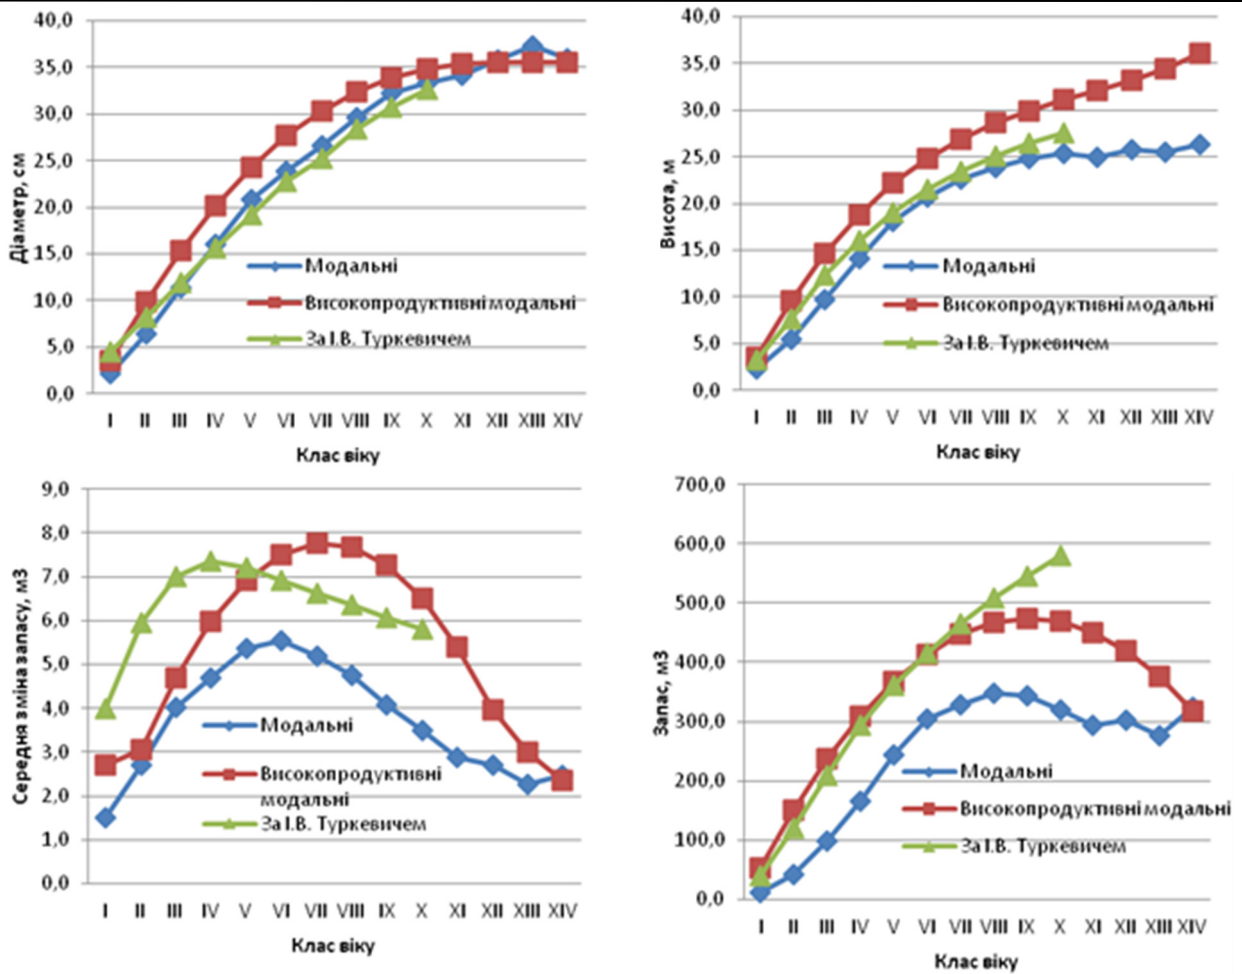 40,0
35,0
30,0
25,0
20,0
15,0
10,0
5,0
0,0
Діаметр, см
Модальні
Високопродуктивні модальні
За І.В. Туркевичем
I II III IV V VI VII VIII IX X XI XII XIII XIV
Клас віку
40,0
35,0
30,0
25,0
20,0
15,0
10,0
5,0
0,0
Висота, м
Модальні
Високопродуктивні модальні
За І.В. Туркевичем
I II III IV V VI VII VIII IX X XI XII XIII XIV
Клас віку
9,0
8,0
7,0
6,0
5,0
4,0
3,0
2,0
1,0
0,0
Середня зміна запасу, м3
Модальні
Високопродуктивні
модальні
За І.В. Туркевичем
I II III IV V VI VII VIII IX X XI XII XIII XIV
Клас віку
700,0
600,0
500,0
400,0
300,0
200,0
100,0
0,0
Запас, м3
Модальні
Високопродуктивні модальні
За І.В. Туркевичем
I II III IV V VI VII VIII IX X XI XII XIII XIV
Клас віку